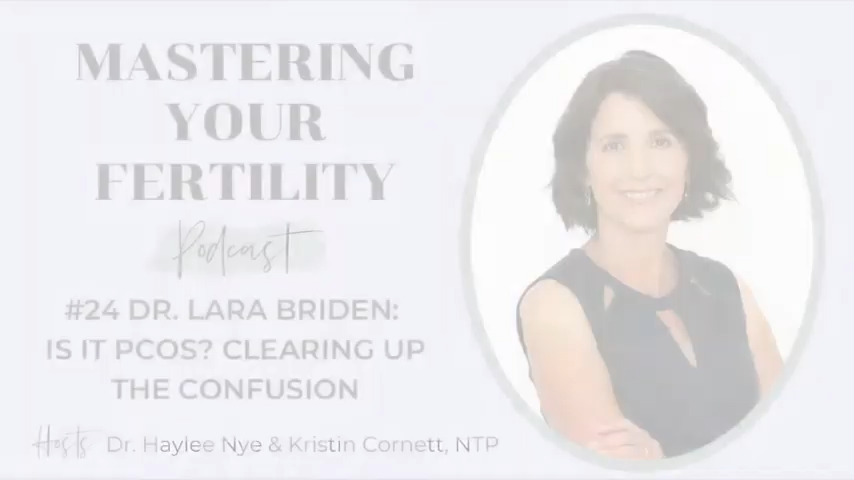 MASTERING
YOUR
FERTILITY
Podcast
#24 DR. LARA BRIDEN:
IS IT PCOS? CLEARING UP
THE CONFUSION
Hosts Dr. Haylee Nye & Kristin Cornett, NTP